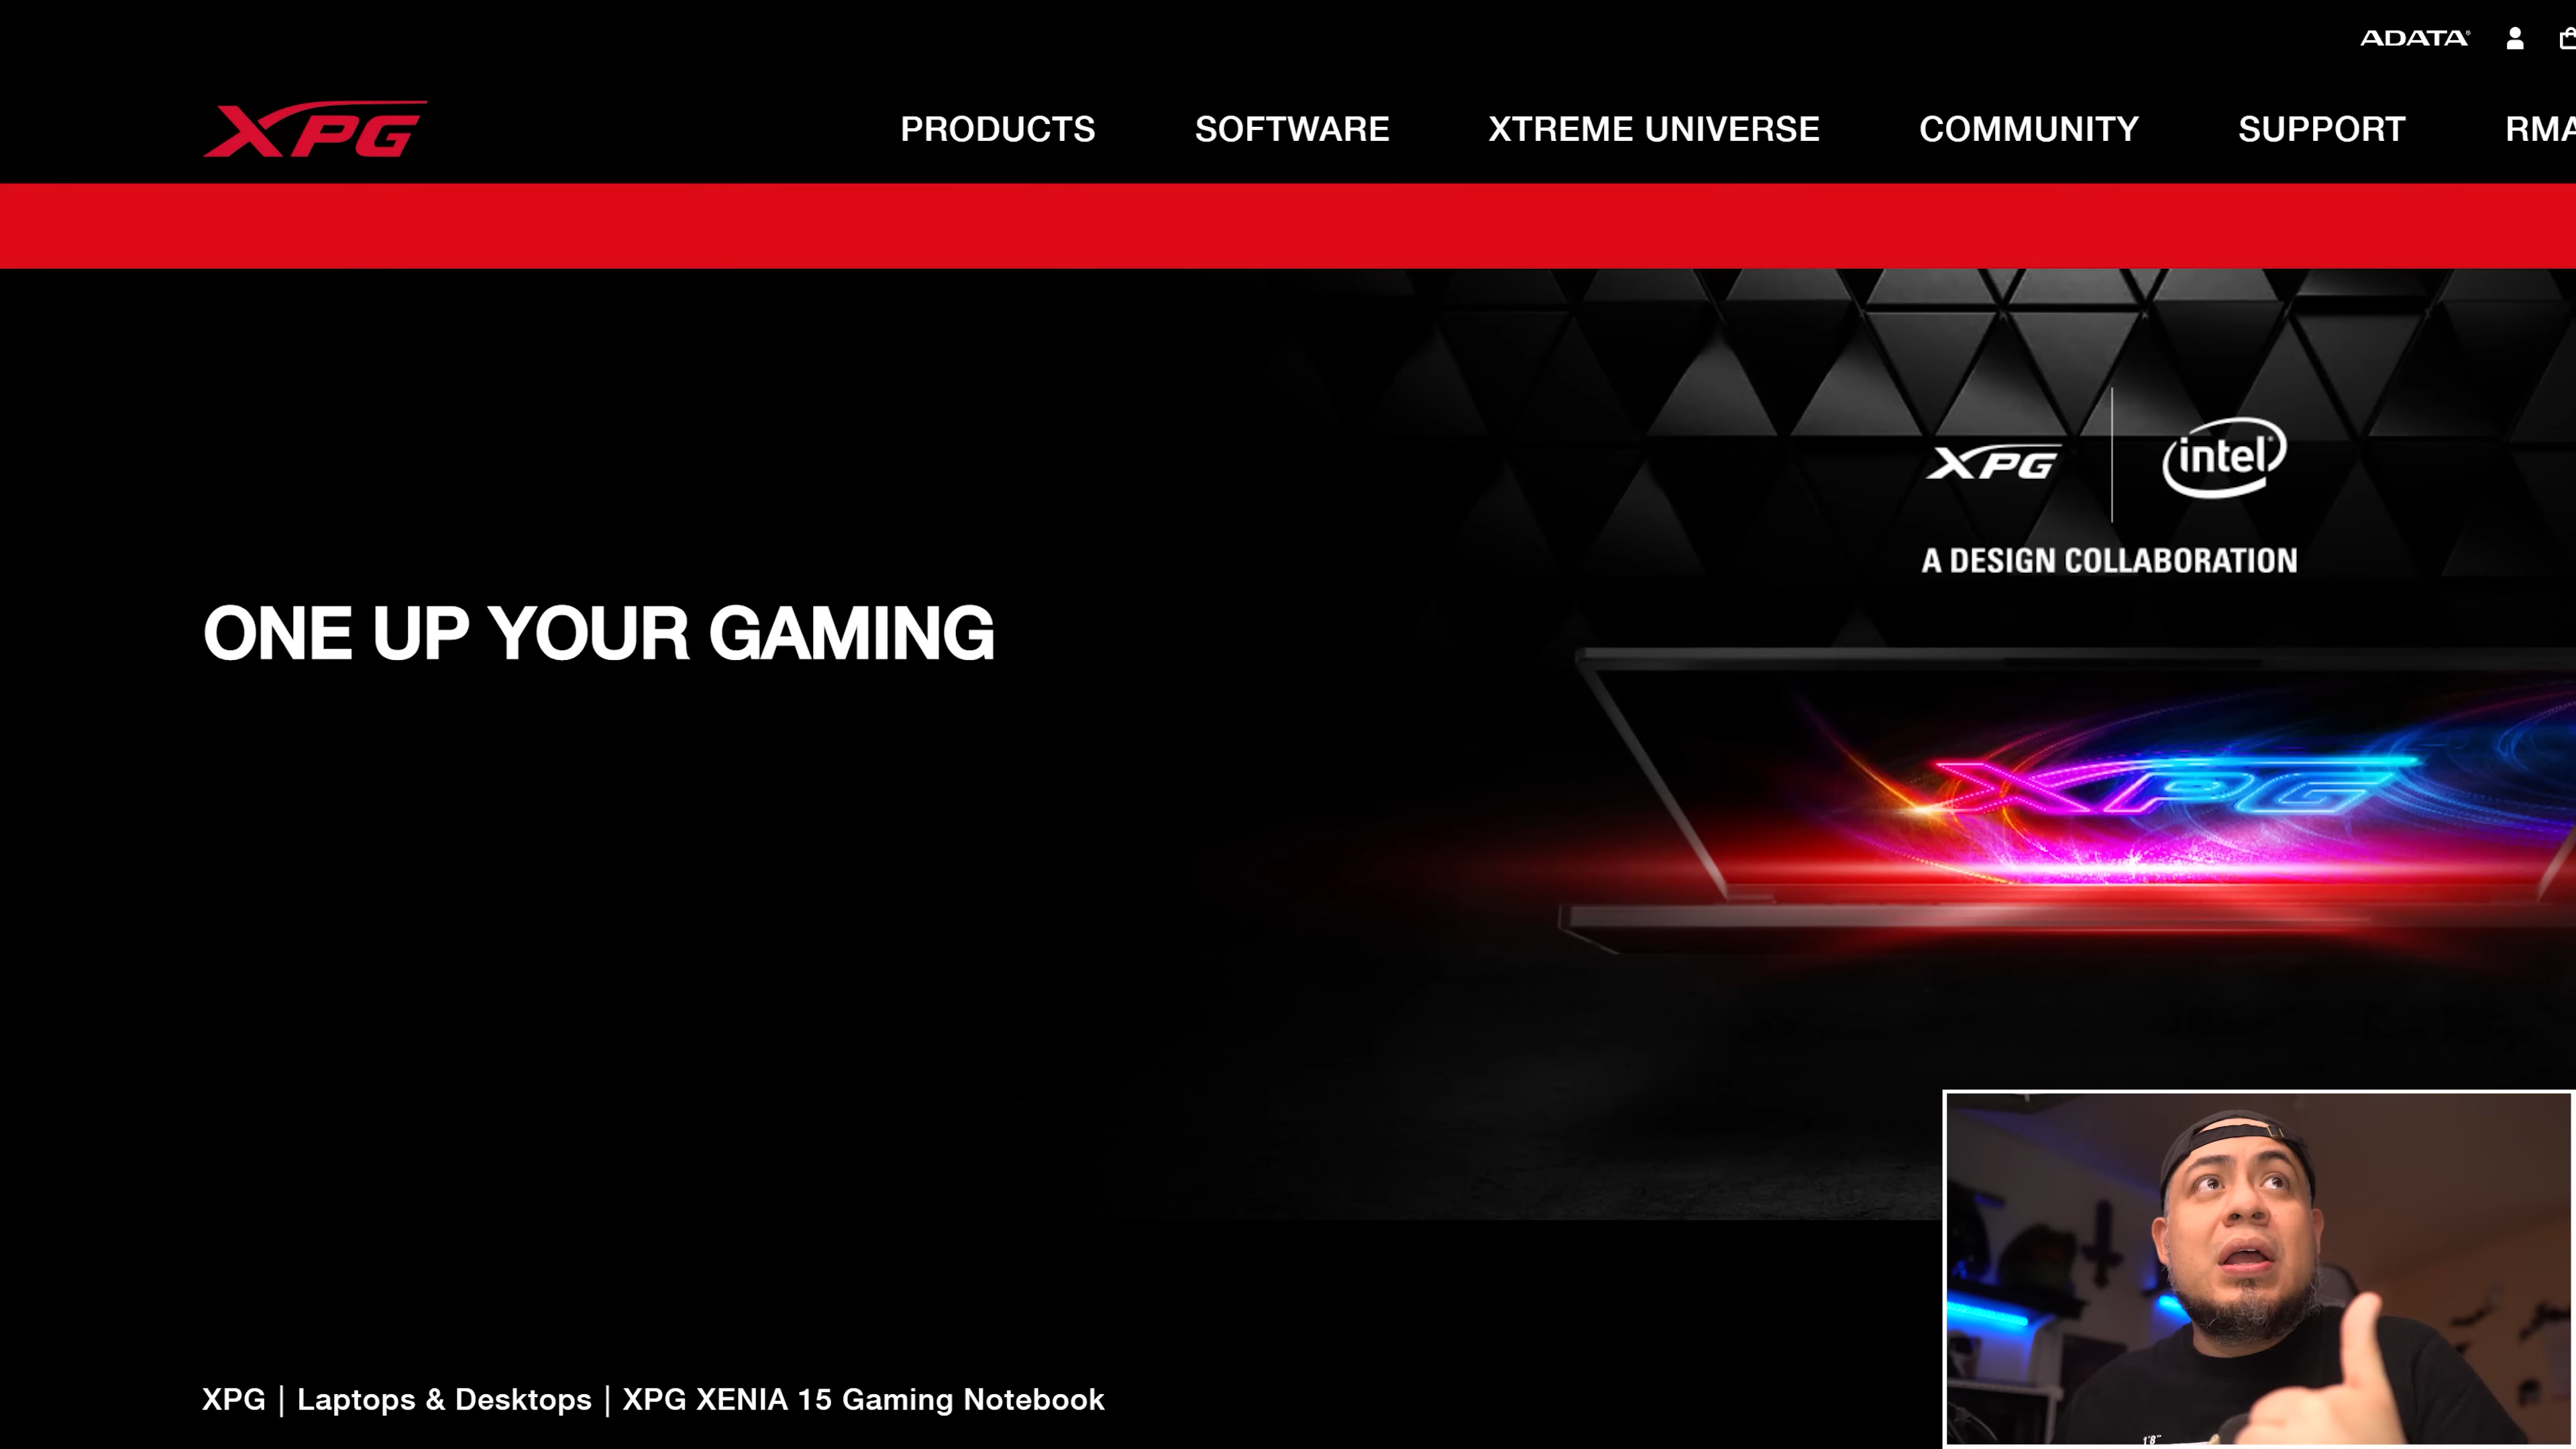 ADATA
XPG
PRODUCTS SOFTWARE XTREME UNIVERSE COMMUNITY SUPPORT RMA
XPG intel
A DESIGN COLLABORATION
ONE UP YOUR GAMING
XPG
XPG | Laptops & Desktops | XPG XENIA 15 Gaming Notebook